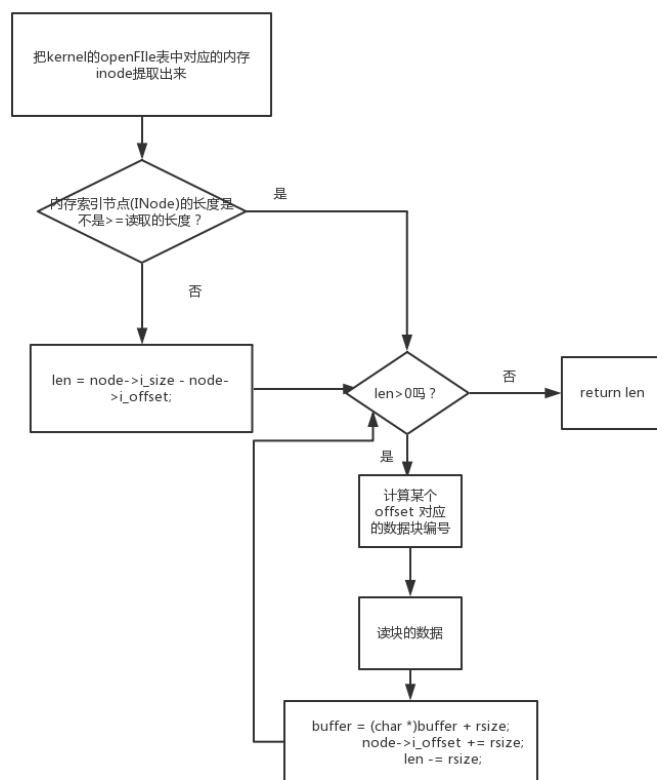 把kernel的openFIle表中对应的内存
inode提取出来
内存索引节点(INode)的长度是
不是>=读取的长度？
是
否
len = node->i_size - node-
>i_offset;
len>0吗？
否
return len
是
计算某个
offset 对应
的数据块编号
读块的数据
buffer = (char *)buffer + rsize;
node->i_offset += rsize;
len -= rsize;